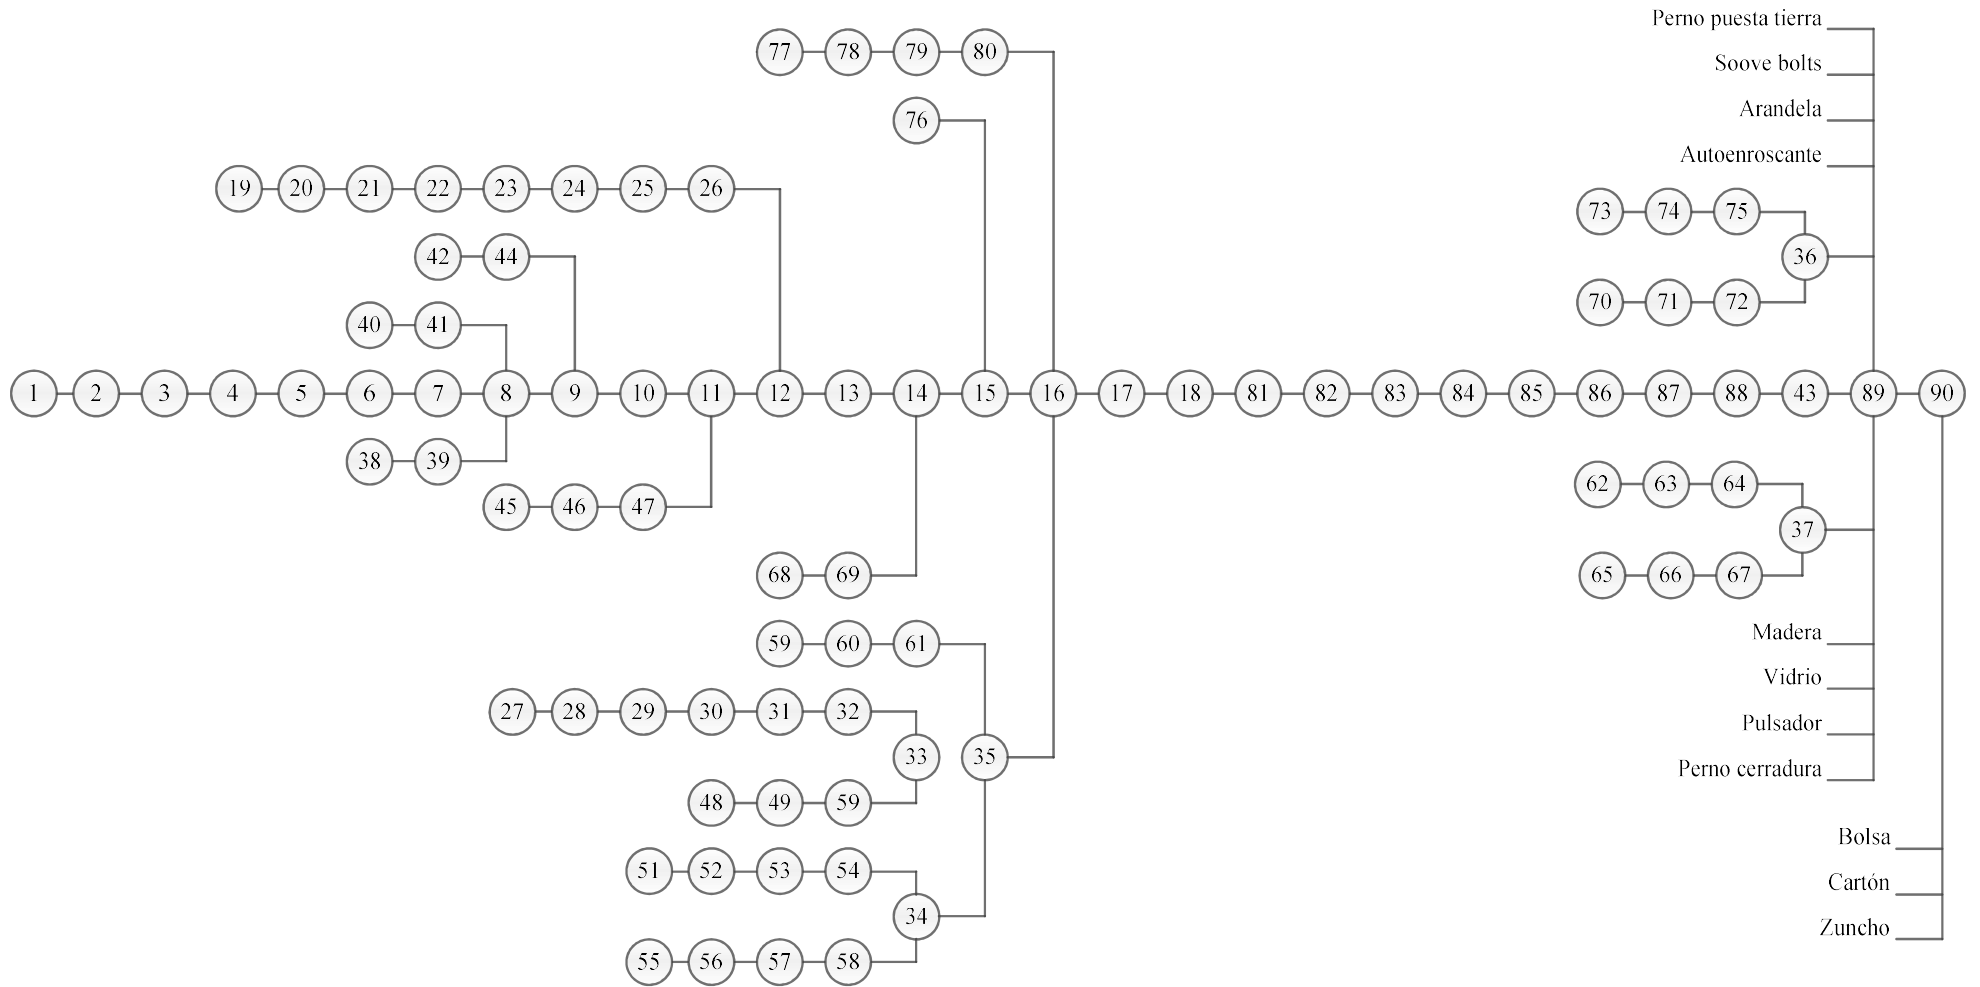 Perno puesta tierra
77 78 79 80
Soove bolts
Arandela
76
Autoenroscante
19 20 21 22 23 24 25 26
73 74 75
42 44
36
70 71 72
40 41
1 2 3 4 5 6 7 8 9 10 11 12 13 14 15 16 17 18 81 82 83 84 85 86 87 88 43 89 90
38 39
62 63 64
45 46 47
37
68 69
65 66 67
59 60 61
Madera
Vidrio
27 28 29 30 31 32
Pulsador
33 35
Perno cerradura
48 49 59
Bolsa
51 52 53 54
Cartón
34
Zuncho
55 56 57 58